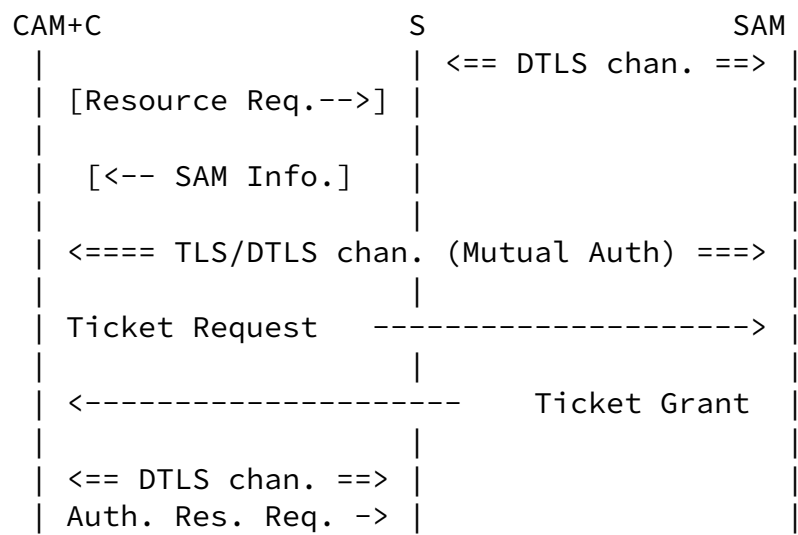 CAM+C S SAM
<== DTLS chan. ==>
[Resource Req.-->]
[<-- SAM Info.]
<==== TLS/DTLS chan. (Mutual Auth) ===>
Ticket Request --------------------->
<--------------------- Ticket Grant
<== DTLS chan. ==>
Auth. Res. Req. ->